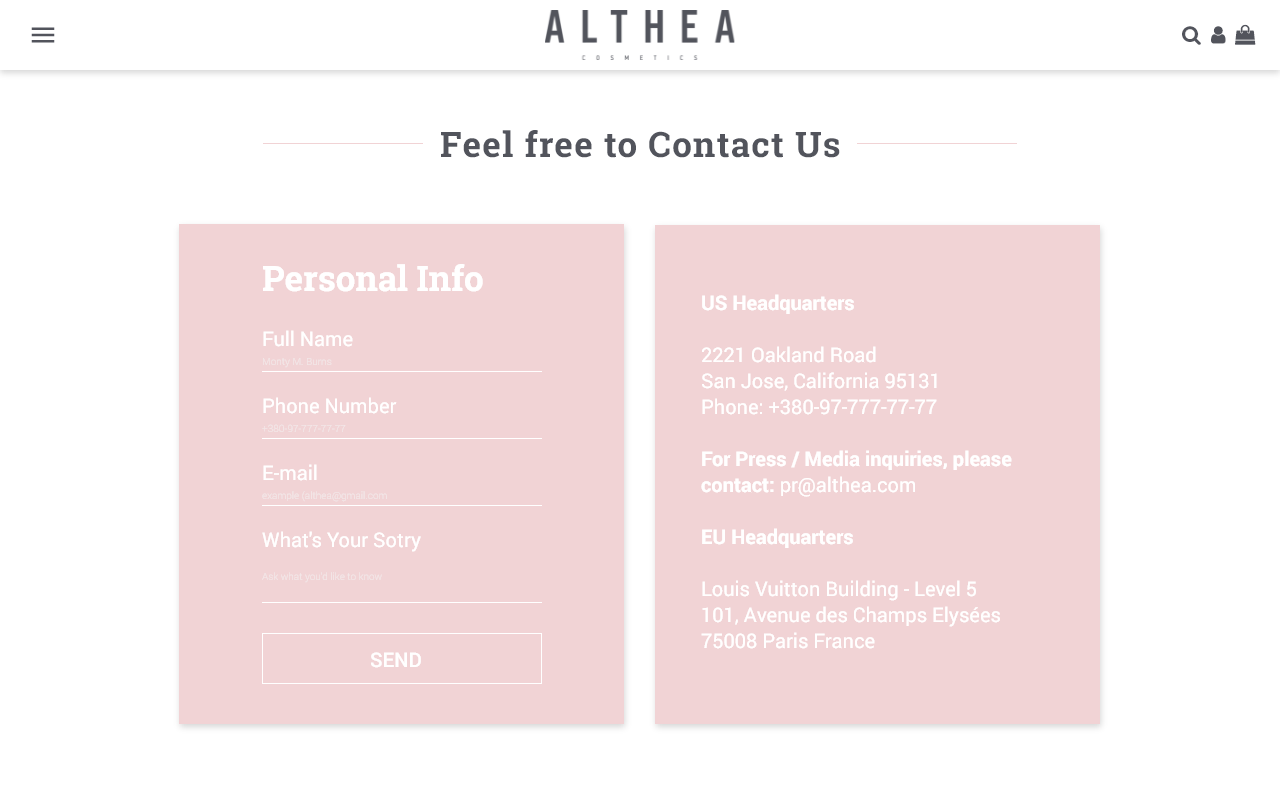 ALTHEA
COSMETICS
Feel free to Contact Us
Personal Info
Full Name
Monty M. Burns
Phone Number
+380-97-777-77-77
E-mail
example (althea@gmail.com
What's Your Sotry
Ask what you'd like to know
SEND
US Headquarters
2221 Oakland Road
San Jose, California 95131
Phone: +380-97-777-77-77
For Press / Media inquiries, please
contact: pr@althea.com
EU Headquarters
Louis Vuitton Building - Level 5
101, Avenue des Champs Elysées
75008 Paris France